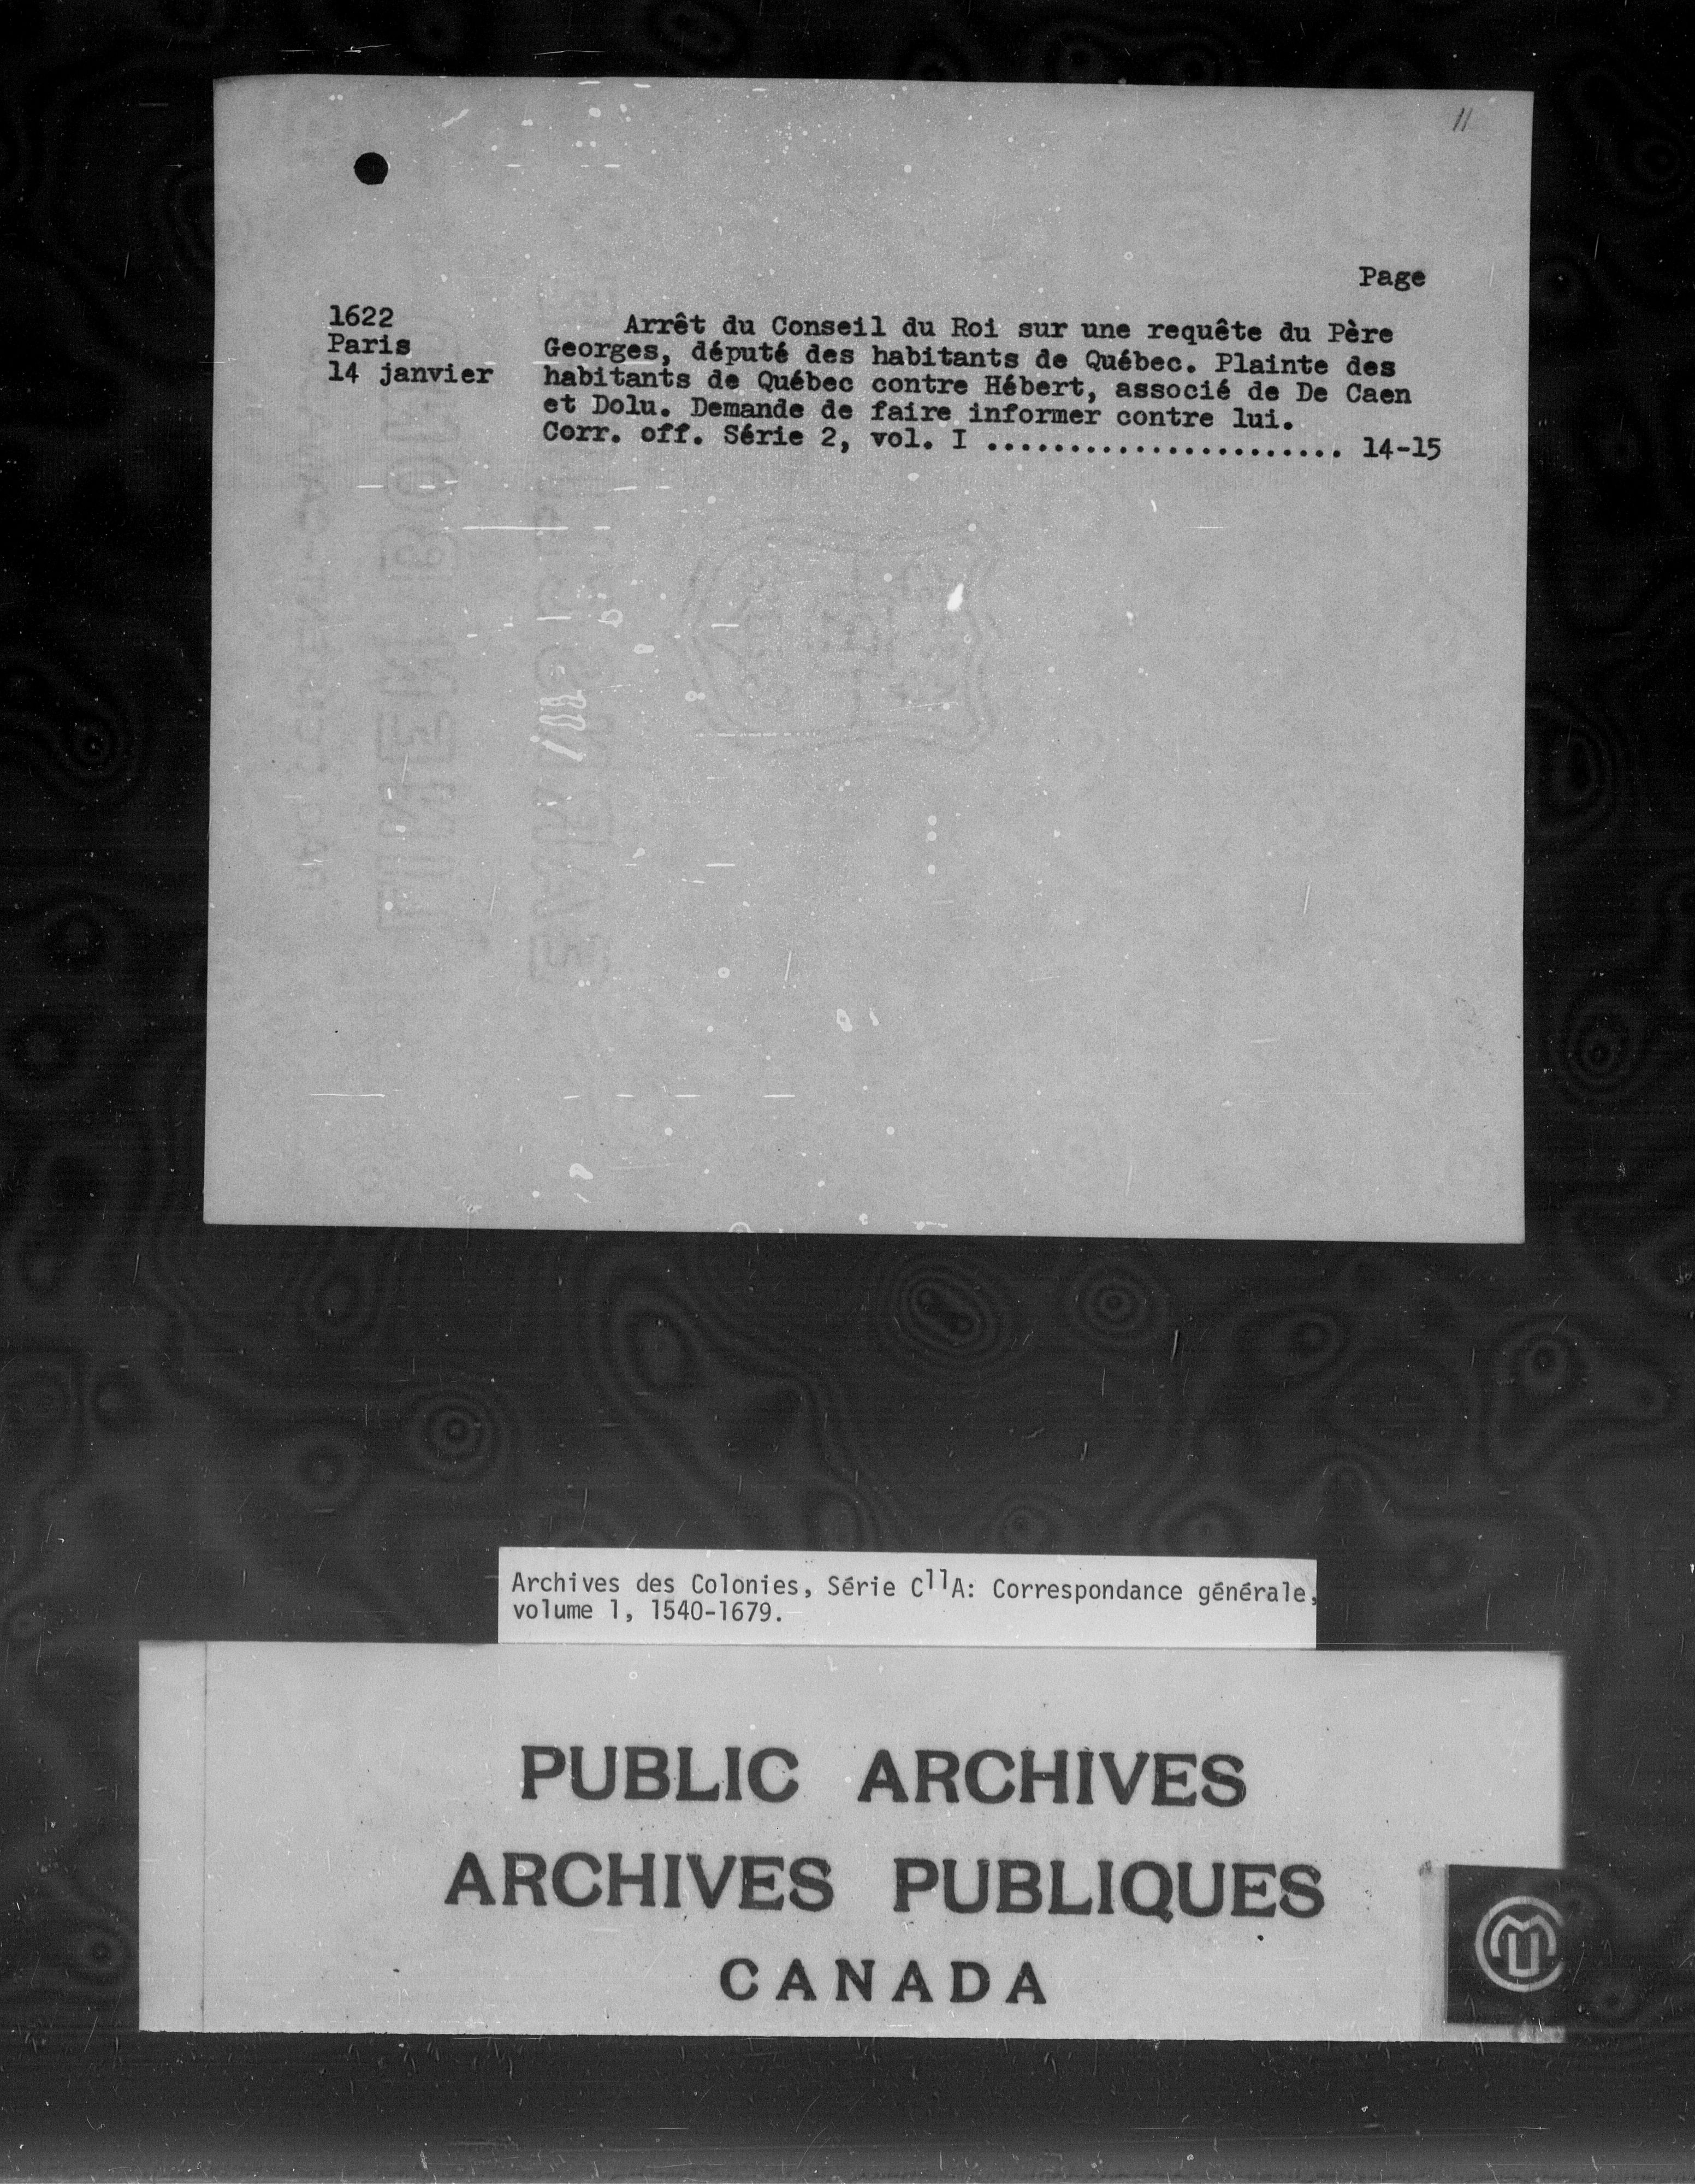 11
Page
1622
Paris
14 janvier
Arrêt du Conseil du Roi sur une requête du Père
Georges, député des habitants de Québec. Plainte des
habitants de Québec contre Hébert, associé de De Caen
et Dolu. Demande de faire informer contre lui.
Corr. off. Série 2, vol. I ...................... 14-15
Archives des Colonies, Série C11A: Correspondance générale,
volume 1, 1540-1679.
PUBLIC ARCHIVES
ARCHIVES PUBLIQUES
CANADA